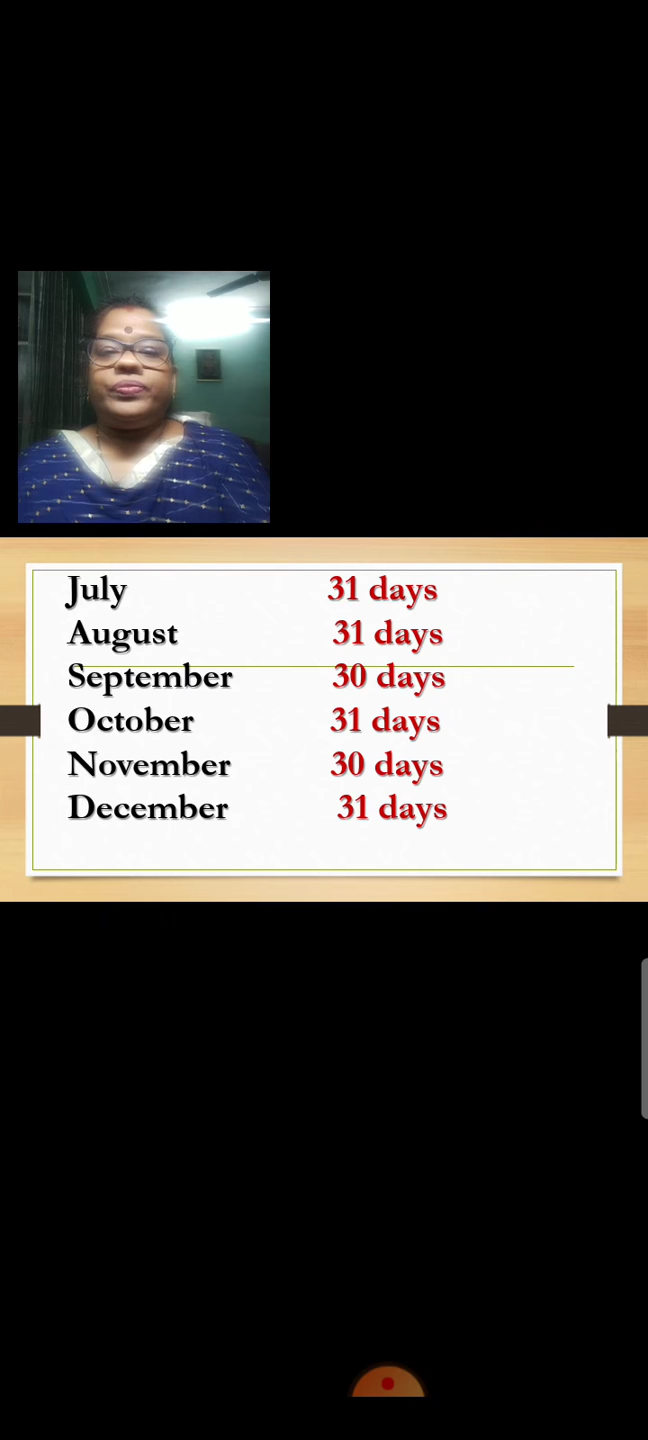 July 31 days
August 31 days
September 30 days
October 31 days
November 30 days
December 31 days